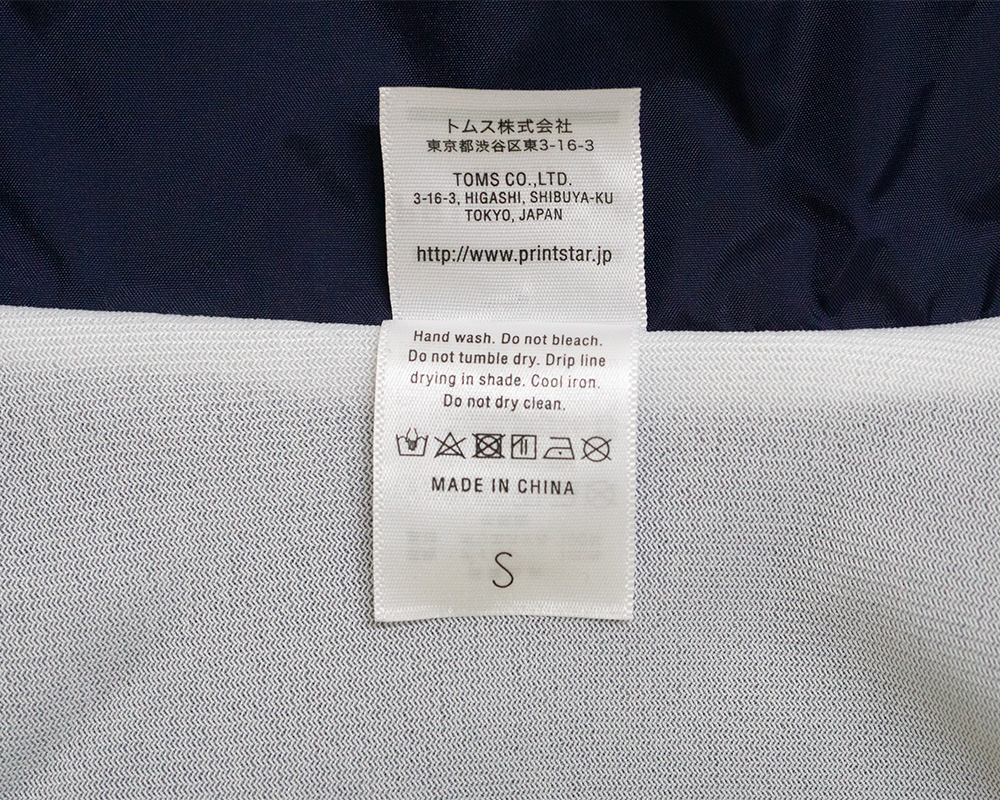 トムス株式会社
東京都渋谷区東3-16-3
TOMS CO.,LTD.
3-16-3, HIGASHI, SHIBUYA-KU
TOKYO, JAPAN
http://www.printstar.jp
Hand wash. Do not bleach.
Do not tumble dry. Drip line
drying in shade. Cool iron.
Do not dry clean.
MADE IN CHINA
S